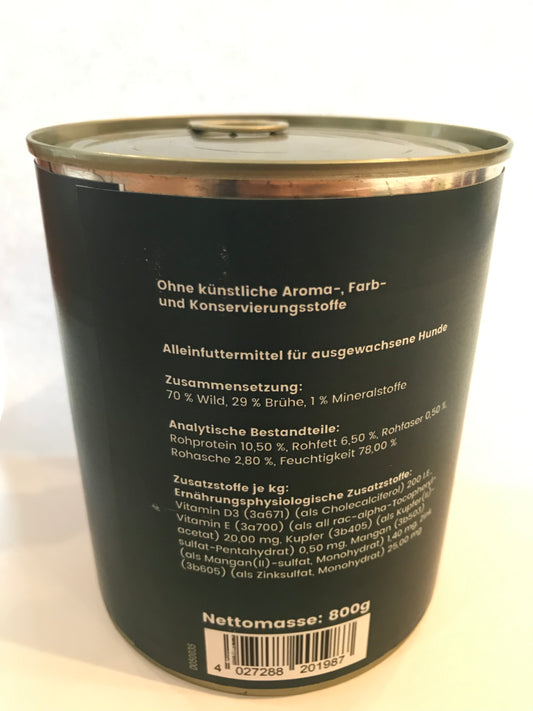 Ohne künstliche Aroma-, Farb-
und Konservierungsstoffe
Alleinfuttermittel für ausgewachsene Hunde
Zusammensetzung:
70 % Wild, 29 % Brühe, 1 % Mineralstoffe
Analytische Bestandteile:
Rohprotein 10,50 %, Rohfett 6,50 %, Rohfaser 0,50 %,
Rohasche 2,80 %, Feuchtigkeit 78,00 %
Zusatzstoffe je kg:
Ernährungsphysiologische Zusatzstoffe:
Vitamin D3 (3a671) (als Cholecalciferol) 200 I.E.,
Vitamin E (3a700) (als all rac-alpha-Tocopheryl-
acetat) 20,00 mg, Kupfer (3b405) (als Kupfer(II)-
sulfat-Pentahydrat) 0,50 mg, Mangan (3b503)
(als Mangan(II)-sulfat, Monohydrat) 1,40 mg, Zink
(3b605) (als Zinksulfat, Monohydrat) 25,00 mg
Nettomasse: 800g
4 027288 201987
D050035